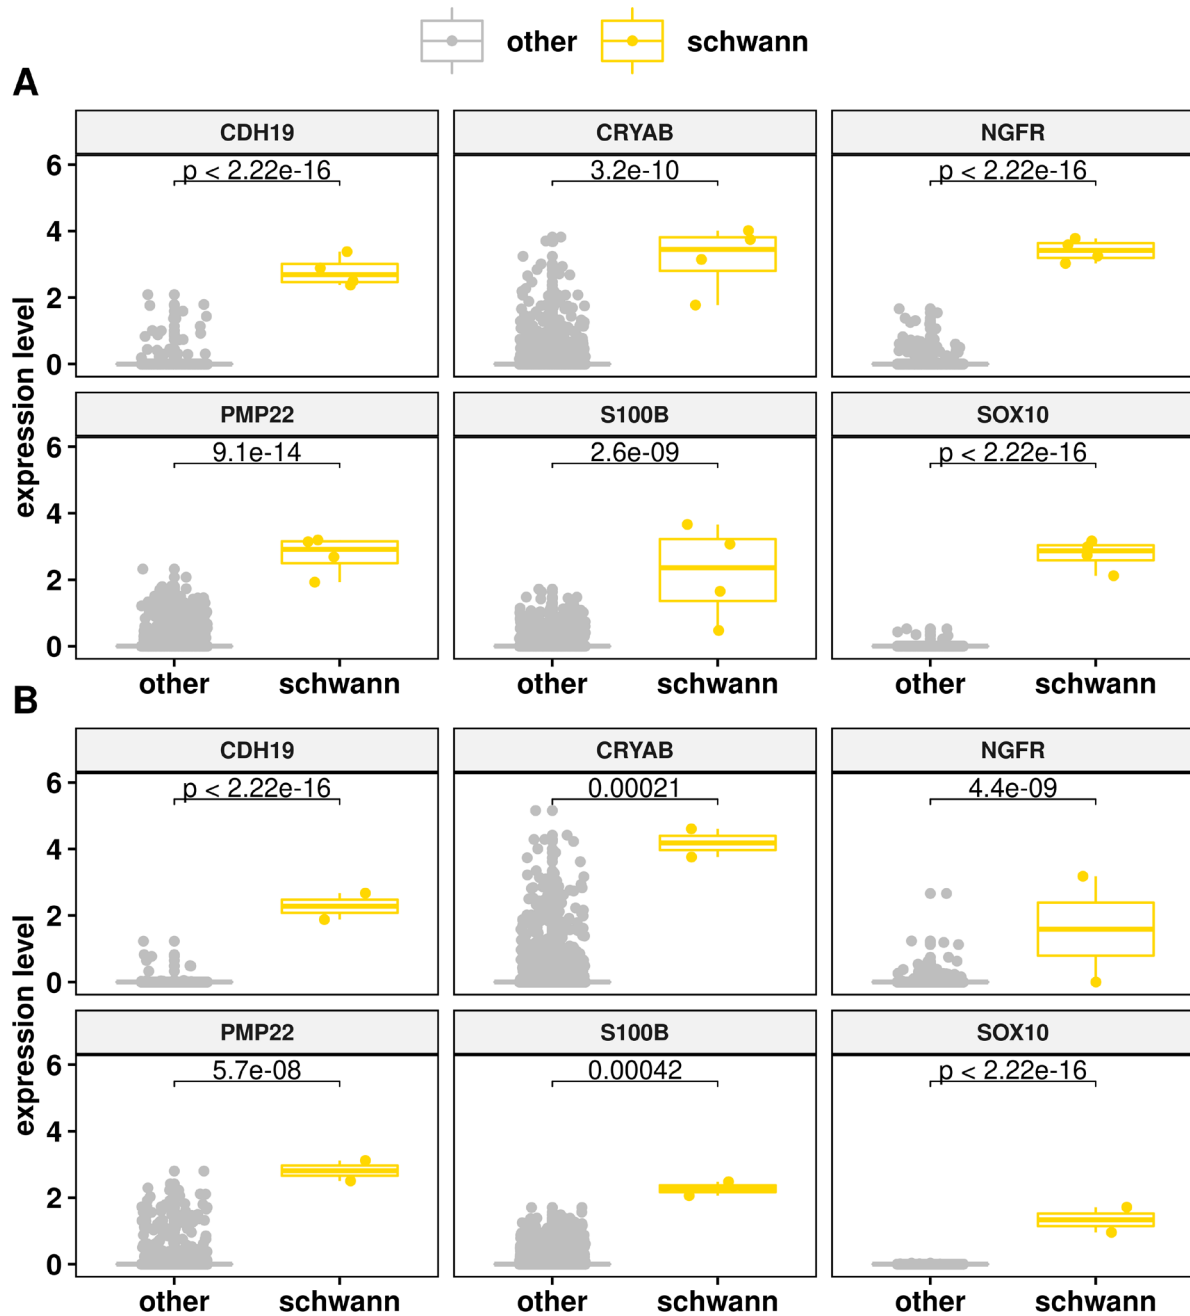 other schwann
A
CDH19 CRYAB NGFR
p < 2.22e-16 3.2e-10 p < 2.22e-16
6
4
2
0
expression level
PMP22 S100B SOX10
9.1e-14 2.6e-09 p < 2.22e-16
6
4
2
0
other schwann other schwann other schwann
B
CDH19 CRYAB NGFR
p < 2.22e-16 0.00021 4.4e-09
6
4
2
0
expression level
PMP22 S100B SOX10
5.7e-08 0.00042 p < 2.22e-16
6
4
2
0
other schwann other schwann other schwann